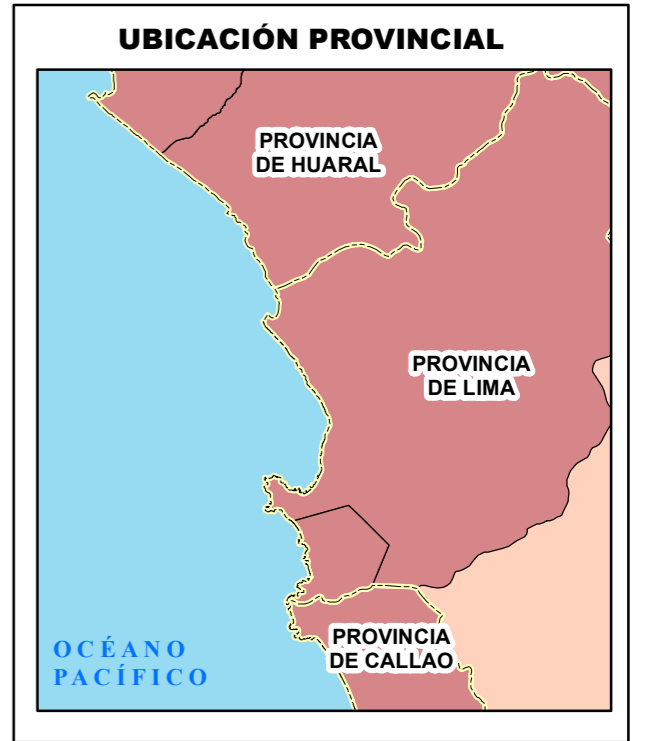 UBICACIÓN PROVINCIAL
PROVINCIA
DE HUARAL
PROVINCIA
DE LIMA
PROVINCIA
DE CALLAO
OCÉANO
PACÍFICO